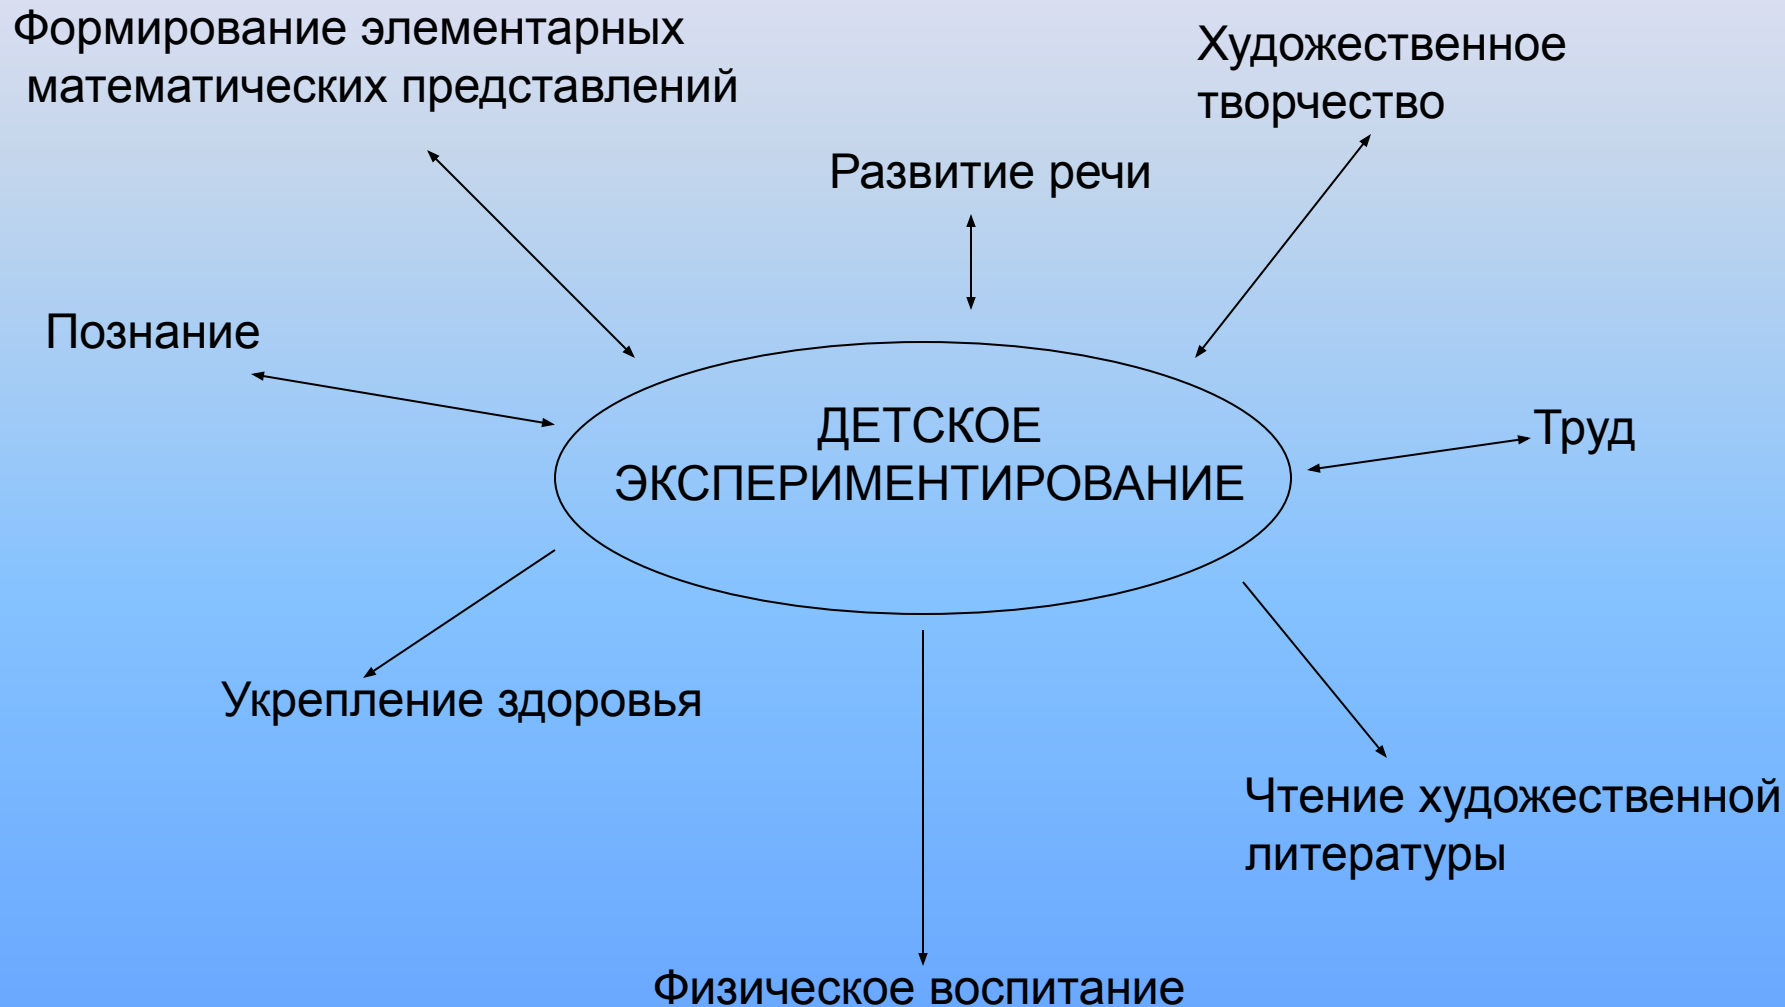 Формирование элементарных
математических представлений
Художественное
творчество
Развитие речи
Познание
ДЕТСКОЕ
ЭКСПЕРИМЕНТИРОВАНИЕ
Труд
Укрепление здоровья
Чтение художественной
литературы
Физическое воспитание